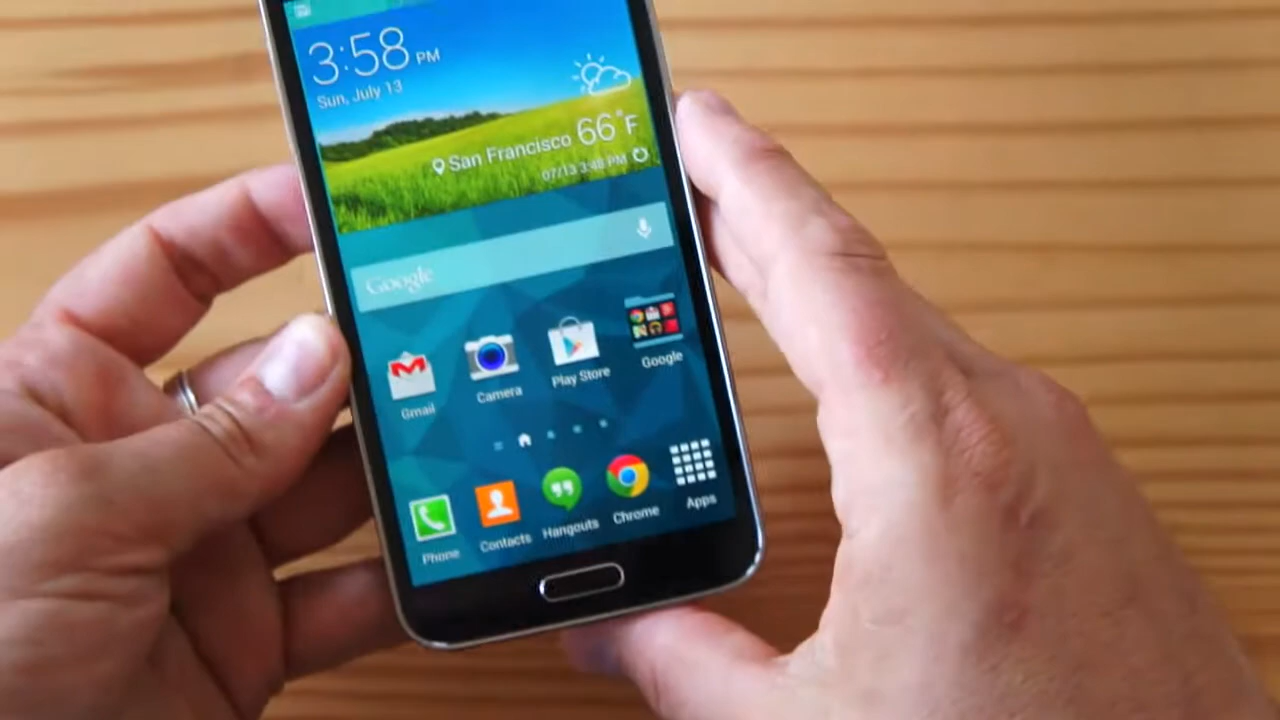 3:58 PM
Sun, July 13
San Francisco 66°F
07/13 3:48 PM
Google
Gmail
Camera
Play Store
Google
Phone
Contacts
Hangouts
Chrome
Apps